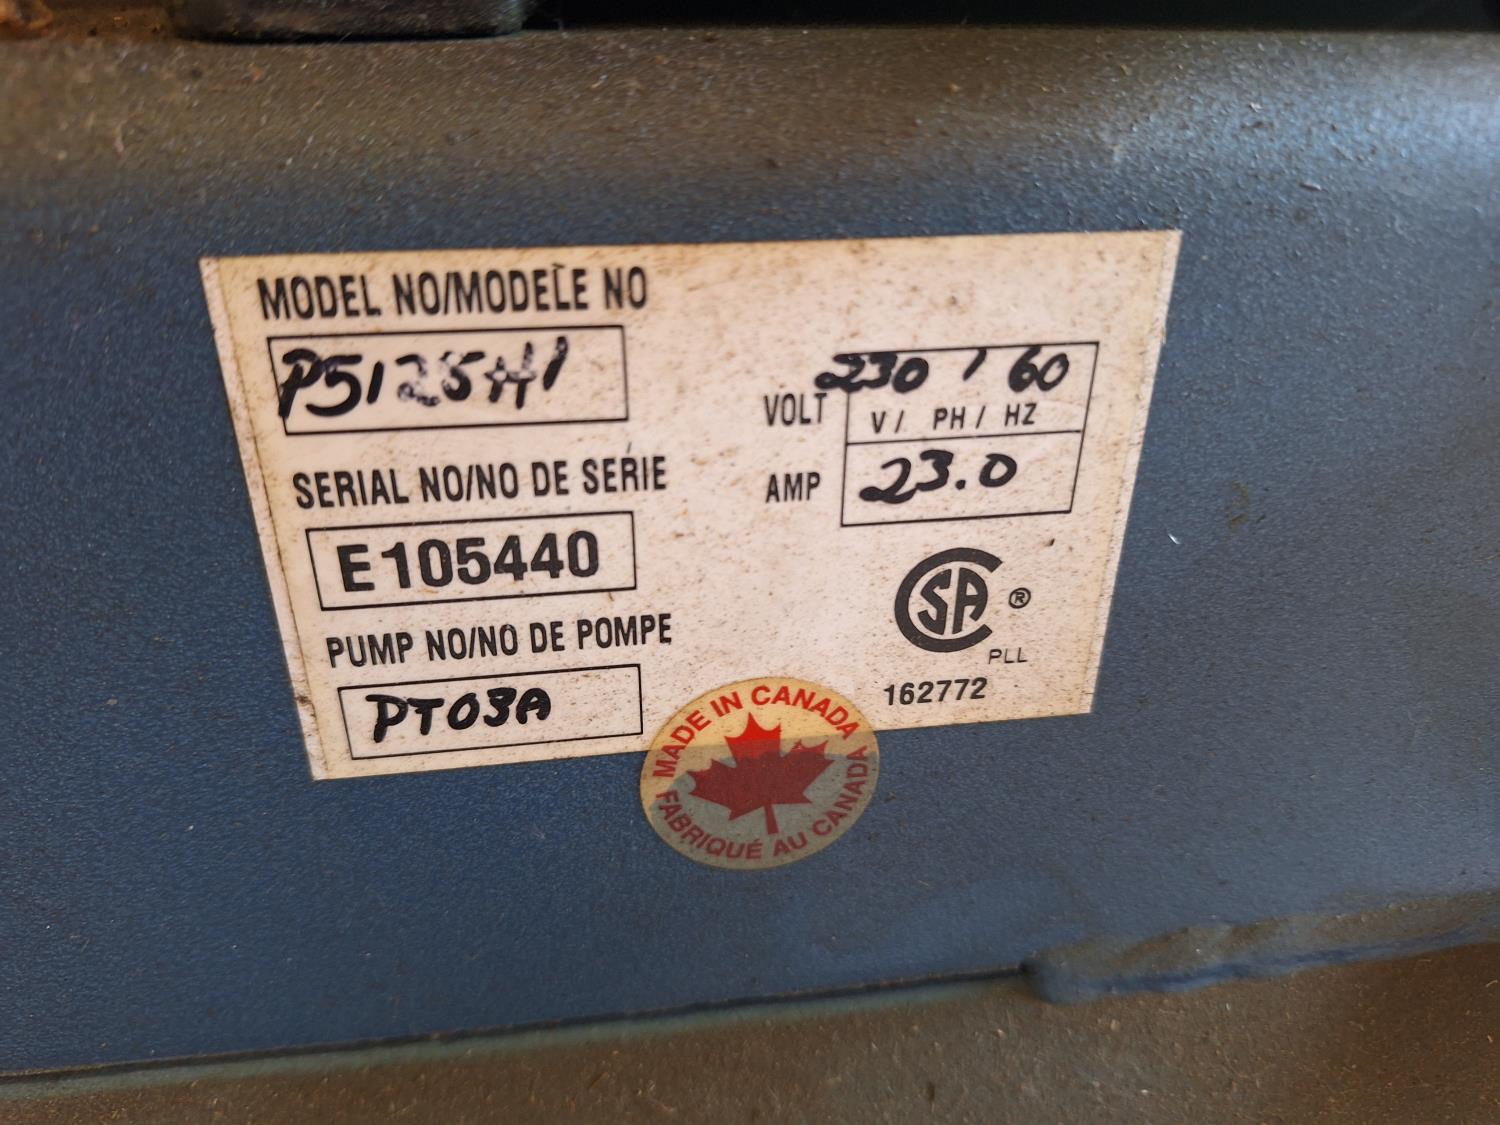 MODEL NO/MODELE NO
P5125H1
SERIAL NO/NO DE SERIE
E105440
PUMP NO/NO DE POMPE
PT03A
VOLT 230 1 60
V/ PH/ HZ
AMP 23.0
CSA ®
PLL
162772
MADE IN CANADA
FABRIQUÉ AU CANADA